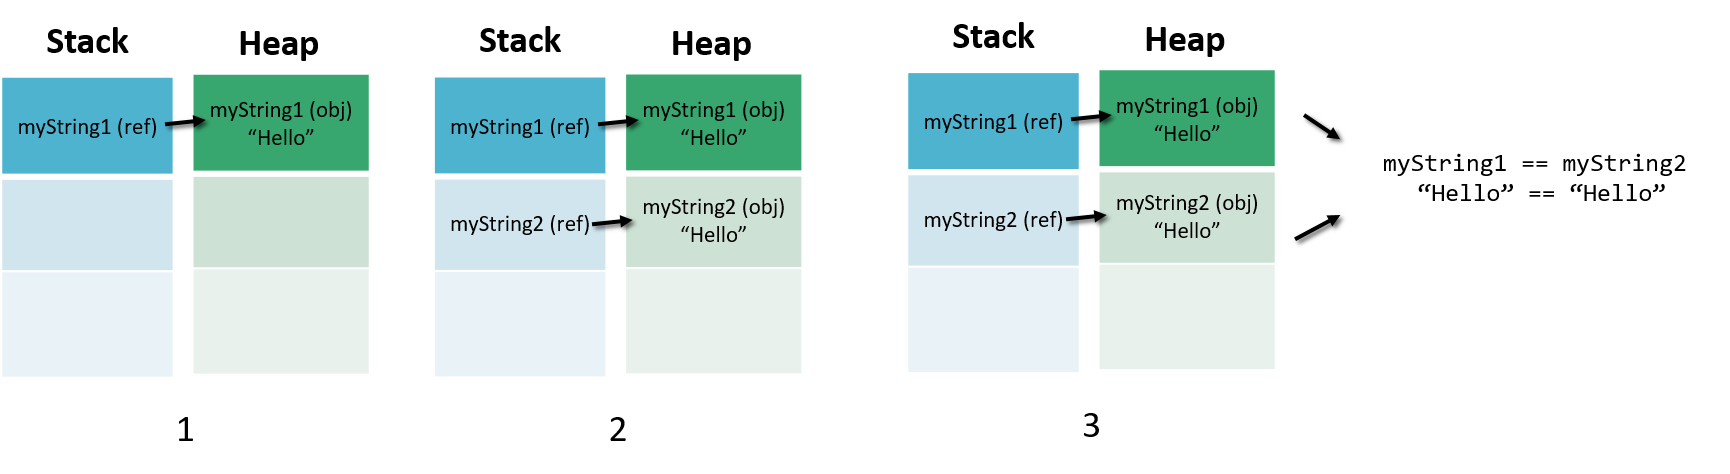 Stack
Heap
myString1 (ref)
myString1 (obj)
“Hello”
1
Stack
Heap
myString1 (ref)
myString1 (obj)
“Hello”
myString2 (ref)
myString2 (obj)
“Hello”
2
Stack
Heap
myString1 (ref)
myString1 (obj)
“Hello”
myString2 (ref)
myString2 (obj)
“Hello”
3
myString1 == myString2
“Hello” == “Hello”